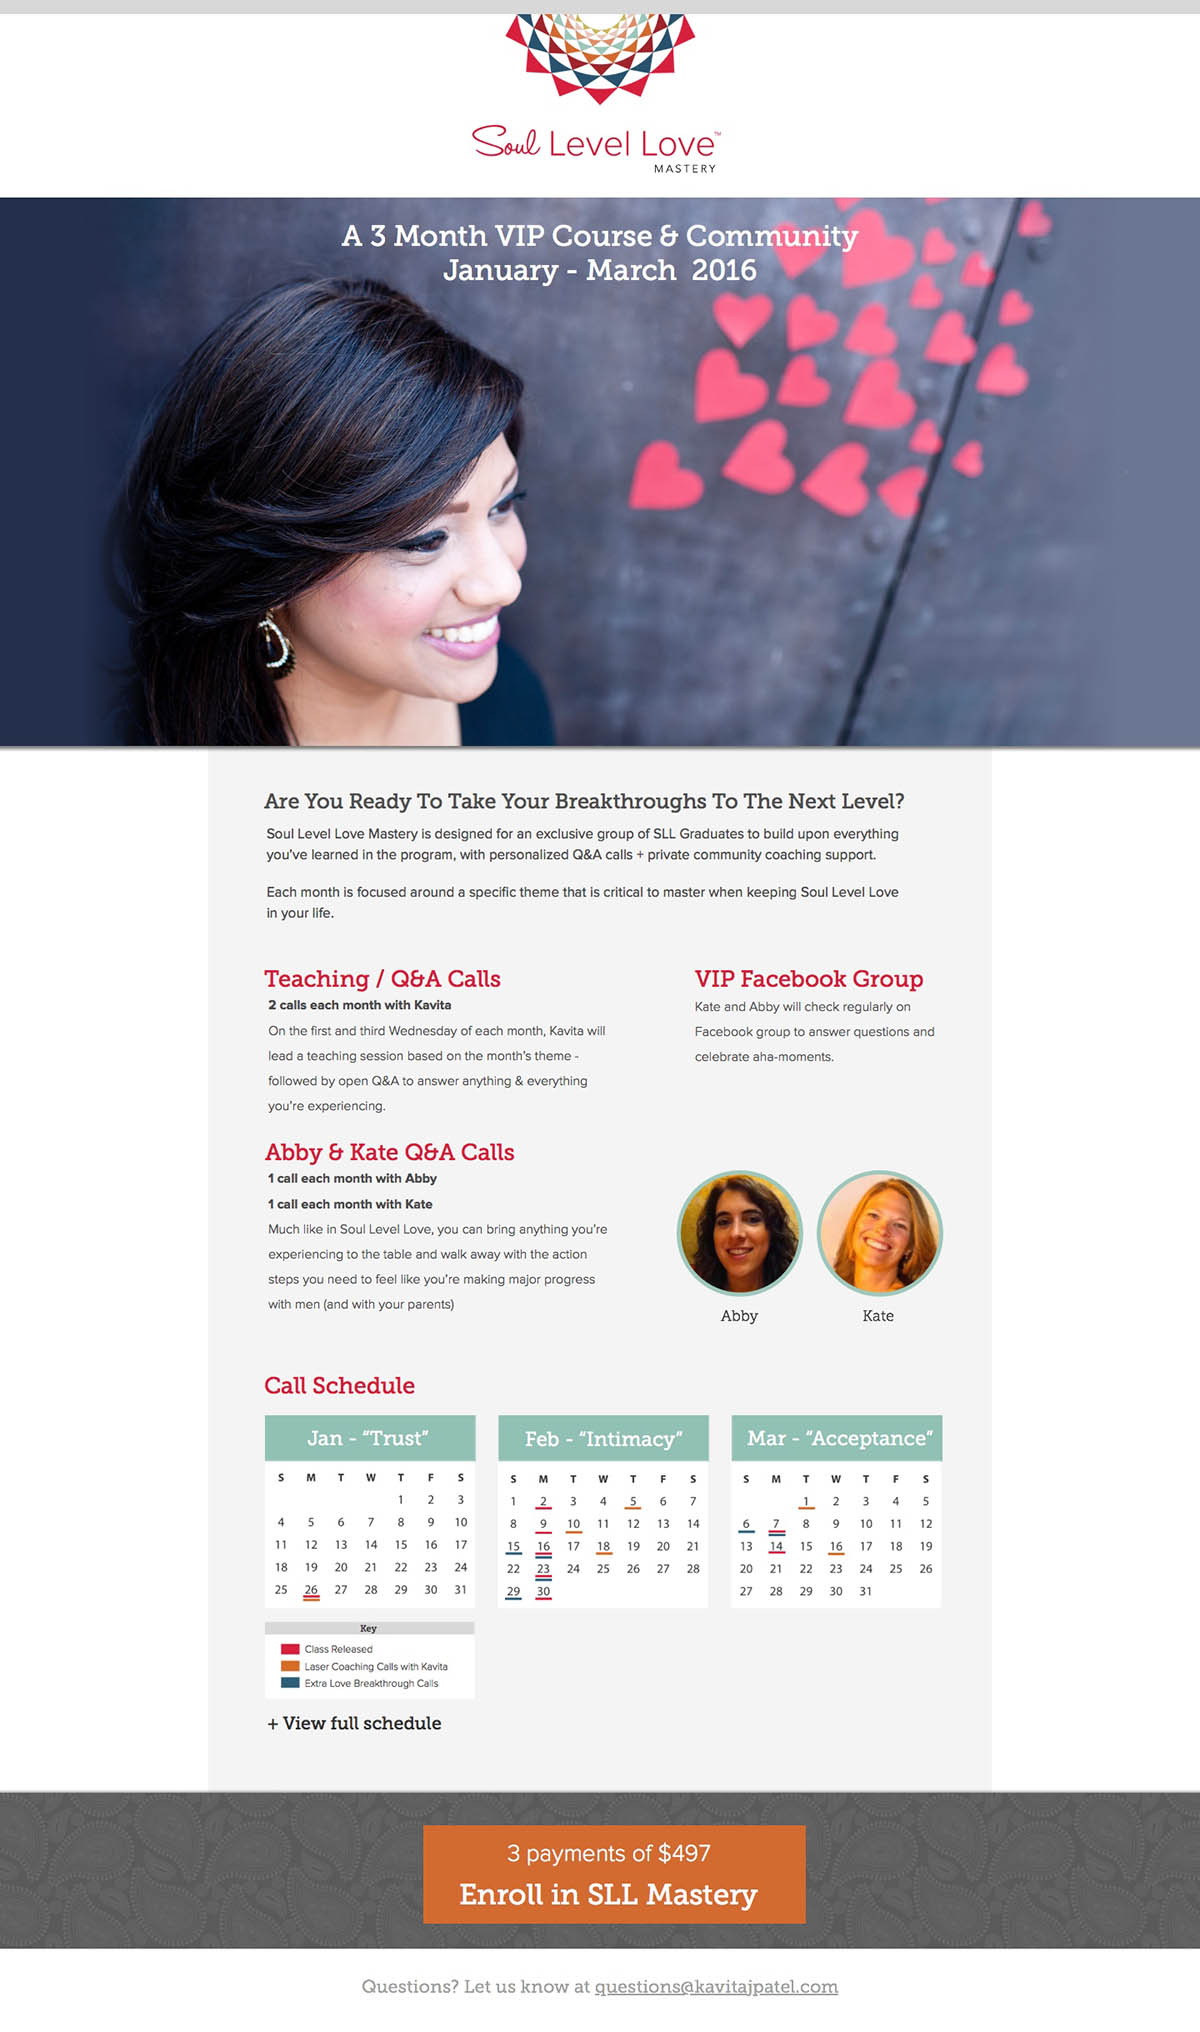 Soul Level Love™
MASTERY
A 3 Month VIP Course & Community
January - March 2016
Are You Ready To Take Your Breakthroughs To The Next Level?
Soul Level Love Mastery is designed for an exclusive group of SLL Graduates to build upon everything
you've learned in the program, with personalized Q&A calls + private community coaching support.
Each month is focused around a specific theme that is critical to master when keeping Soul Level Love
in your life.
Teaching / Q&A Calls
2 calls each month with Kavita
On the first and third Wednesday of each month, Kavita will
lead a teaching session based on the month's theme -
followed by open Q&A to answer anything & everything
you're experiencing.
VIP Facebook Group
Kate and Abby will check regularly on
Facebook group to answer questions and
celebrate aha-moments.
Abby & Kate Q&A Calls
1 call each month with Abby
1 call each month with Kate
Much like in Soul Level Love, you can bring anything you're
experiencing to the table and walk away with the action
steps you need to feel like you're making major progress
with men (and with your parents)
Abby
Kate
Call Schedule
Jan - "Trust"
S M T W T F S
1 2 3
4 5 6 7 8 9 10
11 12 13 14 15 16 17
18 19 20 21 22 23 24
25 26 27 28 29 30 31
Feb - "Intimacy"
S M T W T F S
1 2 3 4 5 6 7
8 9 10 11 12 13 14
15 16 17 18 19 20 21
22 23 24 25 26 27 28
29 30
Mar - "Acceptance"
S M T W T F S
1 2 3 4 5
6 7 8 9 10 11 12
13 14 15 16 17 18 19
20 21 22 23 24 25 26
27 28 29 30 31
Key
Class Released
Laser Coaching Calls with Kavita
Extra Love Breakthrough Calls
+ View full schedule
3 payments of $497
Enroll in SLL Mastery
Questions? Let us know at questions@kavitajpatel.com